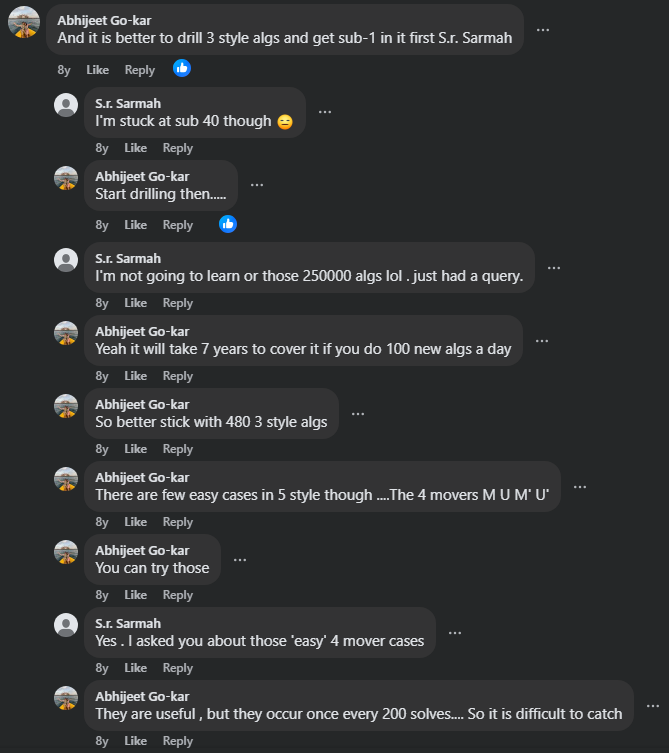 Abhijeet Go-kar
And it is better to drill 3 style algs and get sub-1 in it first S.r. Sarmah
8y Like Reply
S.r. Sarmah
I'm stuck at sub 40 though 😑
8y Like Reply
Abhijeet Go-kar
Start drilling then.....
8y Like Reply
S.r. Sarmah
I'm not going to learn or those 250000 algs lol . just had a query.
8y Like Reply
Abhijeet Go-kar
Yeah it will take 7 years to cover it if you do 100 new algs a day
8y Like Reply
Abhijeet Go-kar
So better stick with 480 3 style algs
8y Like Reply
Abhijeet Go-kar
There are few easy cases in 5 style though ....The 4 movers M U M' U'
8y Like Reply
Abhijeet Go-kar
You can try those
8y Like Reply
S.r. Sarmah
Yes . I asked you about those 'easy' 4 mover cases
8y Like Reply
Abhijeet Go-kar
They are useful , but they occur once every 200 solves.... So it is difficult to catch
8y Like Reply